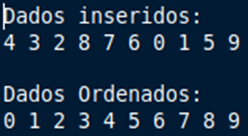 Dados inseridos:
4 3 2 8 7 6 0 1 5 9
Dados Ordenados:
0 1 2 3 4 5 6 7 8 9